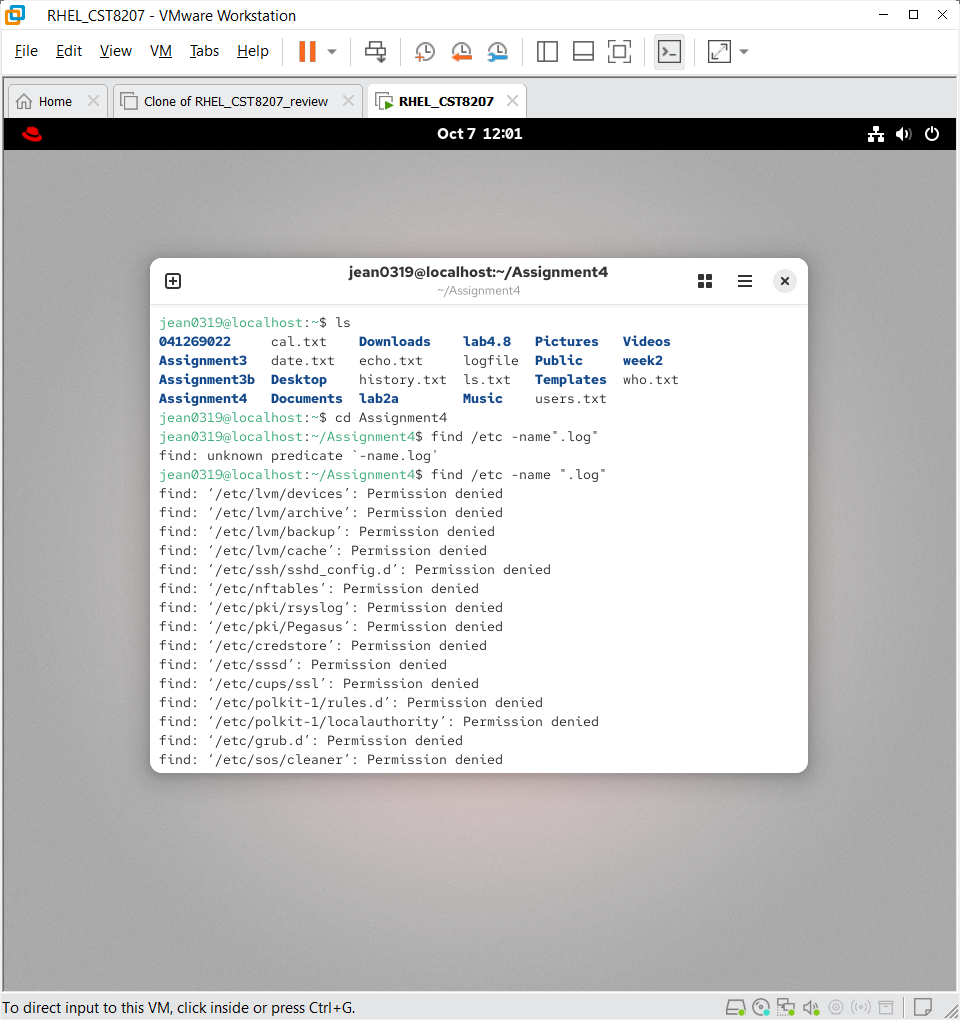 RHEL_CST8207 - VMware Workstation
File Edit View VM Tabs Help
Home Clone of RHEL_CST8207_review RHEL_CST8207
Oct 7 12:01
jean0319@localhost:~/Assignment4
~/Assignment4
jean0319@localhost:~$ ls
041269022 cal.txt Downloads lab4.8 Pictures Videos
Assignment3 date.txt echo.txt logfile Public week2
Assignment3b Desktop history.txt ls.txt Templates who.txt
Assignment4 Documents lab2a Music users.txt
jean0319@localhost:~$ cd Assignment4
jean0319@localhost:~/Assignment4$ find /etc -name".log"
find: unknown predicate `-name.log'
jean0319@localhost:~/Assignment4$ find /etc -name ".log"
find: ‘/etc/lvm/devices’: Permission denied
find: ‘/etc/lvm/archive’: Permission denied
find: ‘/etc/lvm/backup’: Permission denied
find: ‘/etc/lvm/cache’: Permission denied
find: ‘/etc/ssh/sshd_config.d’: Permission denied
find: ‘/etc/nftables’: Permission denied
find: ‘/etc/pki/rsyslog’: Permission denied
find: ‘/etc/pki/Pegasus’: Permission denied
find: ‘/etc/credstore’: Permission denied
find: ‘/etc/sssd’: Permission denied
find: ‘/etc/cups/ssl’: Permission denied
find: ‘/etc/polkit-1/rules.d’: Permission denied
find: ‘/etc/polkit-1/localauthority’: Permission denied
find: ‘/etc/grub.d’: Permission denied
find: ‘/etc/sos/cleaner’: Permission denied
To direct input to this VM, click inside or press Ctrl+G.